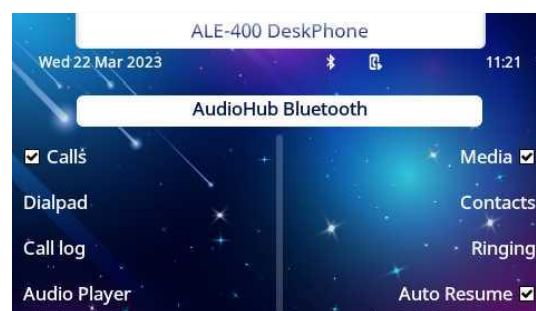 ALE-400 DeskPhone
Wed 22 Mar 2023 11:21
AudioHub Bluetooth
Calls Media
Dialpad Contacts
Call log Ringing
Audio Player Auto Resume